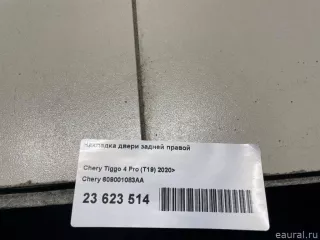 Накладка двери задней правой
Chery Tiggo 4 Pro (T19) 2020>
Chery 609001083AA
23 623 514
eaural.ru